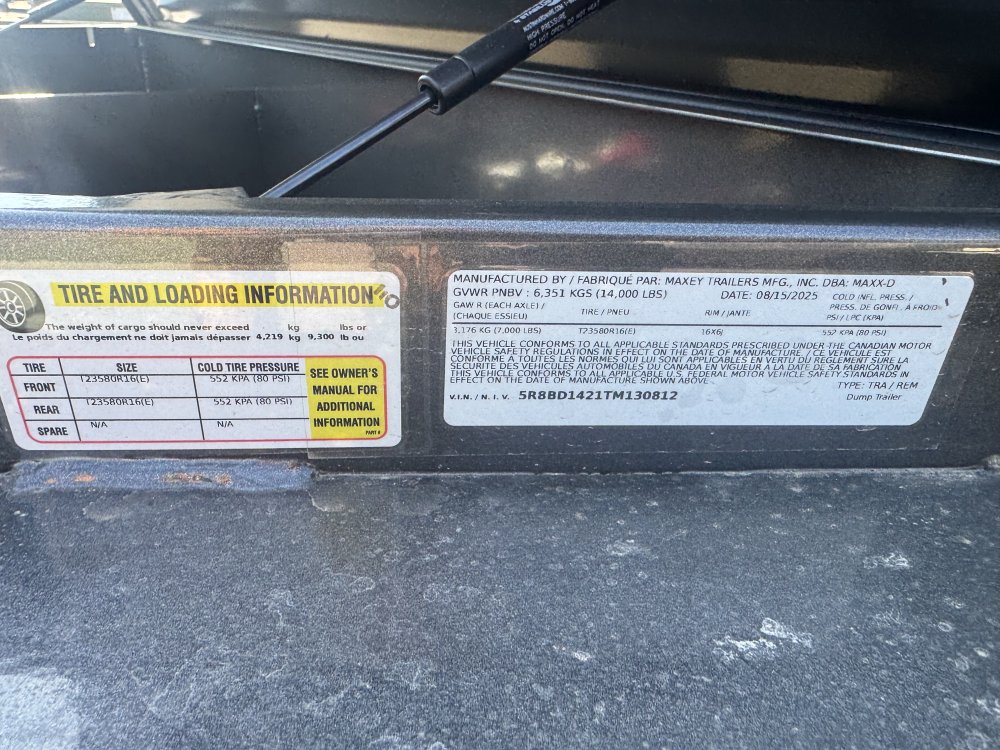 HIGH PRESSURE
DO NOT OPEN. DO NOT HEAT
TIRE AND LOADING INFORMATION
The weight of cargo should never exceed kg lbs or
Le poids du chargement ne doit jamais dépasser 4,219 kg 9,300 lb ou
TIRE SIZE COLD TIRE PRESSURE
FRONT T23580R16(E) 552 KPA (80 PSI)
REAR T23580R16(E) 552 KPA (80 PSI)
SPARE N/A N/A
SEE OWNER'S
MANUAL FOR
ADDITIONAL
INFORMATION
MANUFACTURED BY / FABRIQUÉ PAR: MAXEY TRAILERS MFG., INC. DBA: MAXX-D
GVWR PNBV : 6,351 KGS (14,000 LBS) DATE: 08/15/2025 COLD INFL. PRESS. /
GAW R (EACH AXLE) / TIRE / PNEU RIM / JANTE PRESS. DE GONFL . A FROID
(CHAQUE ESSIEU) PSI / LPC (KPA)
3,176 KG (7,000 LBS) T23580R16(E) 16X6J 552 KPA (80 PSI)
THIS VEHICLE CONFORMS TO ALL APPLICABLE STANDARDS PRESCRIBED UNDER THE CANADIAN MOTOR
VEHICLE SAFETY REGULATIONS IN EFFECT ON THE DATE OF MANUFACTURE / CE VEHICULE EST
CONFORME A TOUTES LES NORMES QUI LUI SONT APPLICABLES EN VERTU DU REGLEMENT SUR LA
SECURITE DES VEHICULES AUTOMOBILES DU CANADA EN VIGUEUR A LA DATE DE SA FABRICATION
THIS VEHICLE CONFORMS TO ALL APPLICABLE U.S. FEDERAL MOTOR VEHICLE SAFETY STANDARDS IN
EFFECT ON THE DATE OF MANUFACTURE SHOWN ABOVE.
TYPE: TRA / REM
V.I.N. / N. I. V. 5R8BD1421TM130812 Dump Trailer